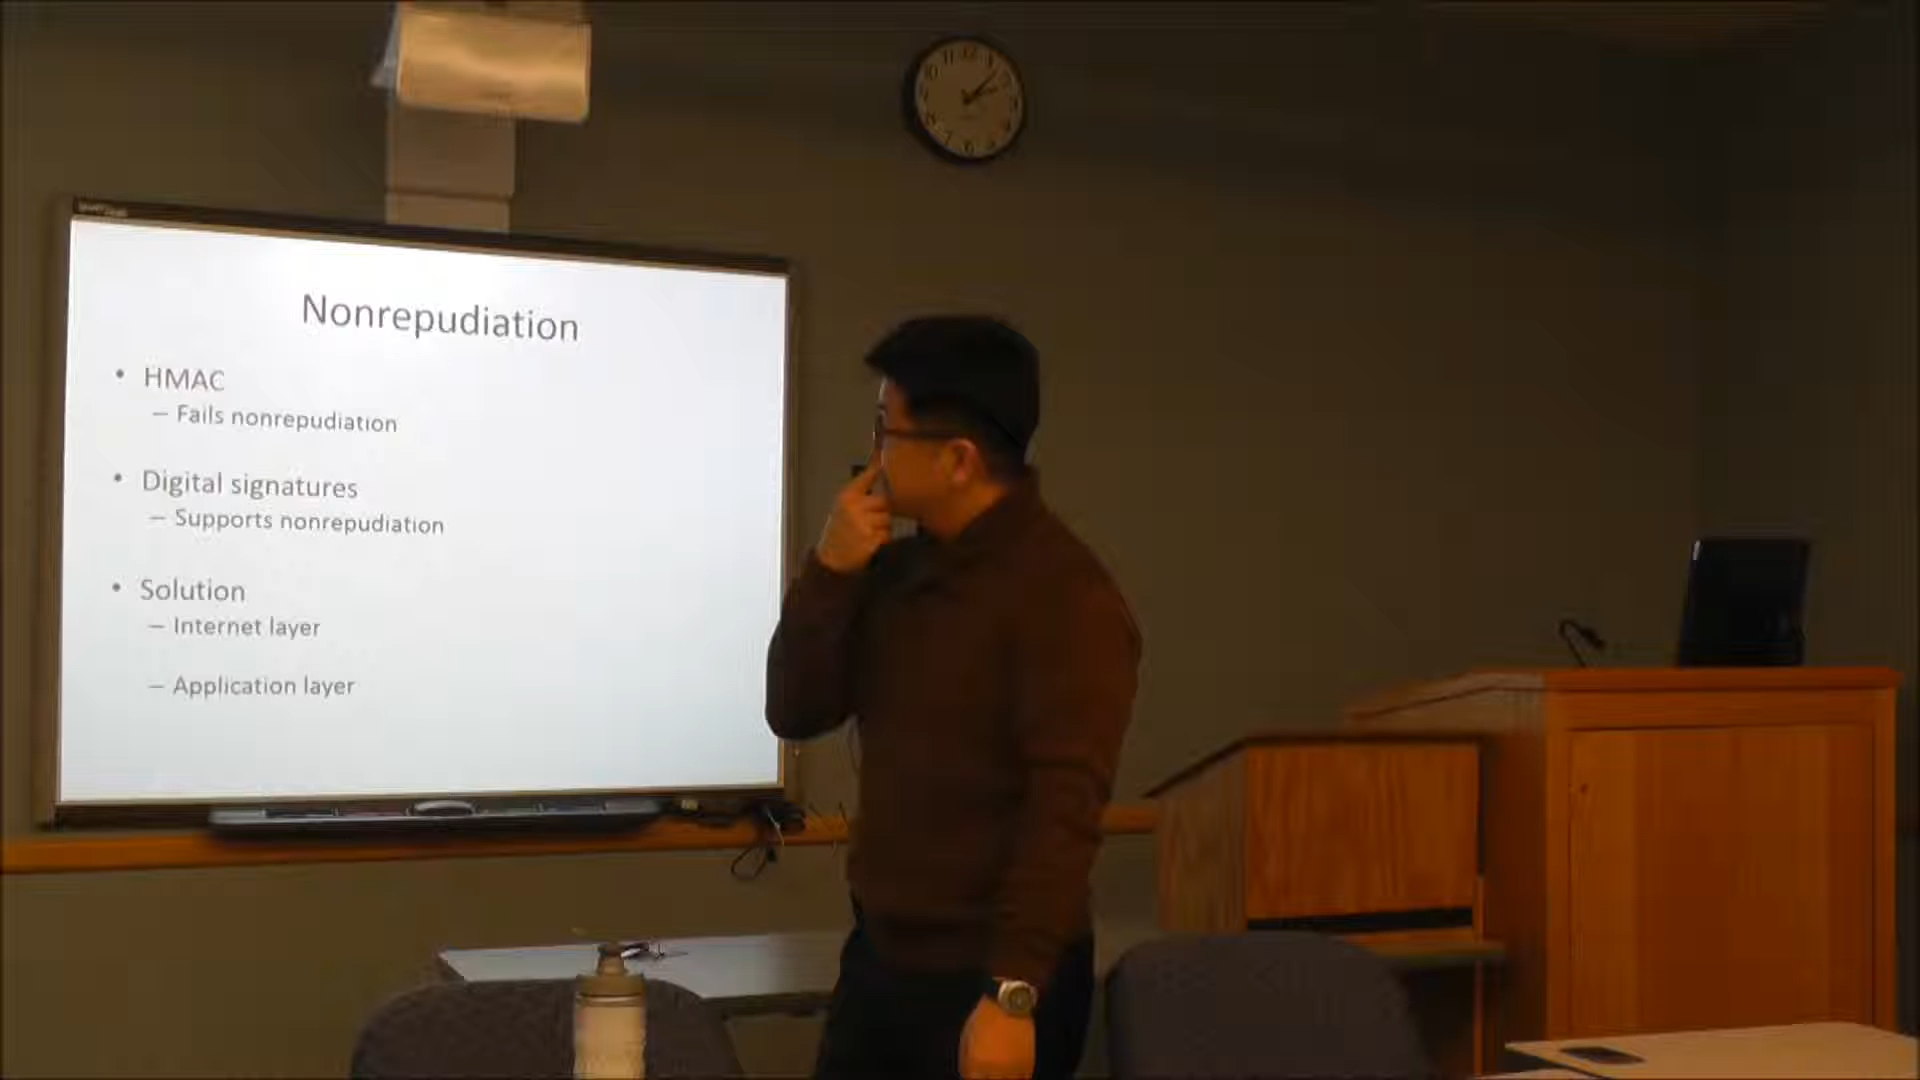 Nonrepudiation
• HMAC
– Fails nonrepudiation
• Digital signatures
– Supports nonrepudiation
• Solution
– Internet layer
– Application layer